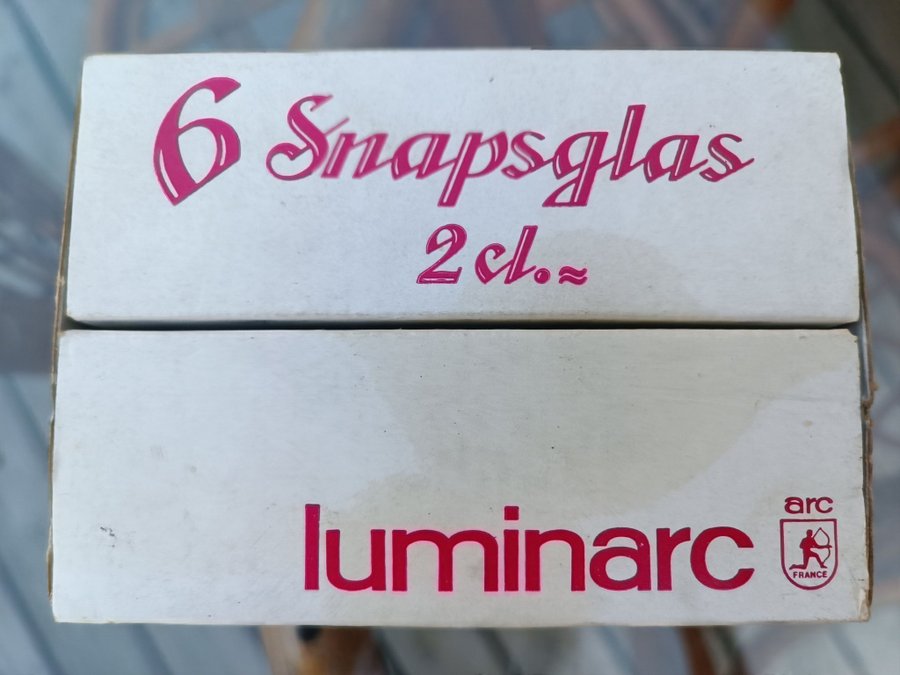 6 Snapsglas
2 cl. ≈
luminarc
arc
FRANCE